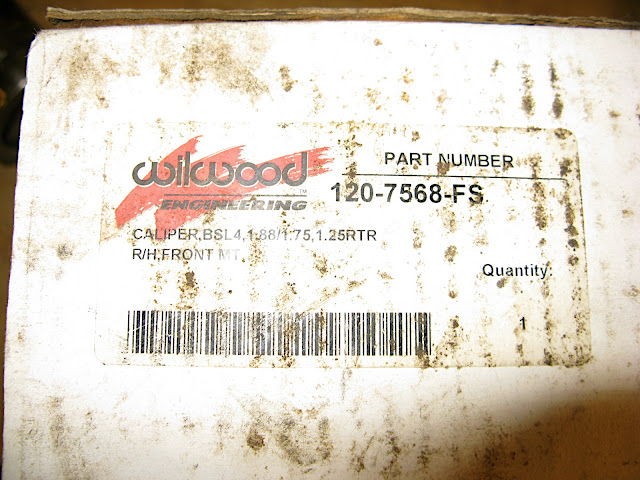 wilwood
ENGINEERING
PART NUMBER
120-7568-FS
CALIPER,BSL4,1.88/1.75,1.25RTR
R/H,FRONT MT,
Quantity:
1